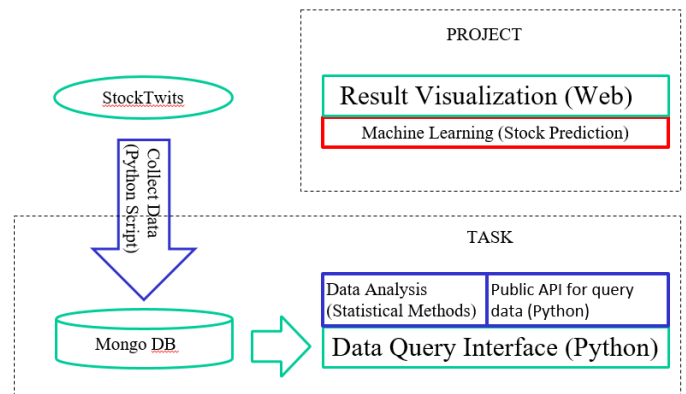 PROJECT
StockTwits
Result Visualization (Web)
Machine Learning (Stock Prediction)
Collect Data
(Python Script)
TASK
Data Analysis
(Statistical Methods)
Public API for query
data (Python)
Mongo DB
Data Query Interface (Python)